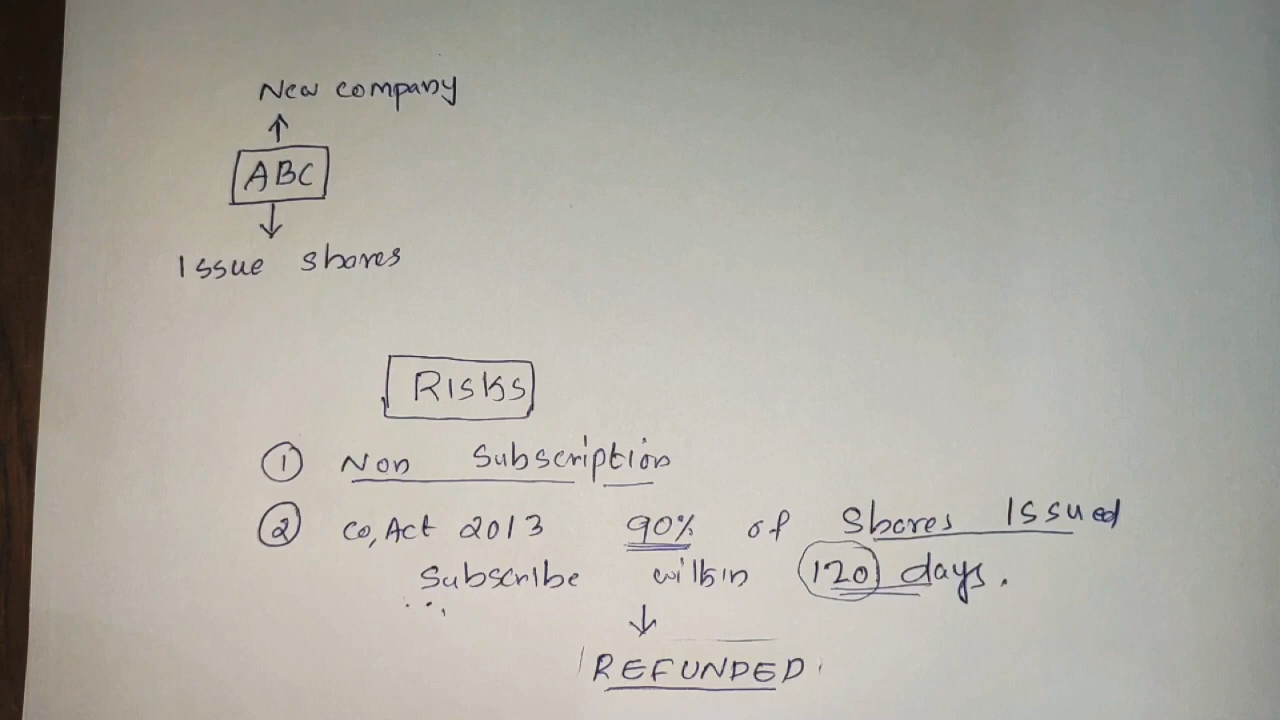 New company
ABC
Issue shares
Risks
① Non Subscription
② Co, Act 2013 90% of Shares Issued
Subscribe within 120 days.
REFUNDED